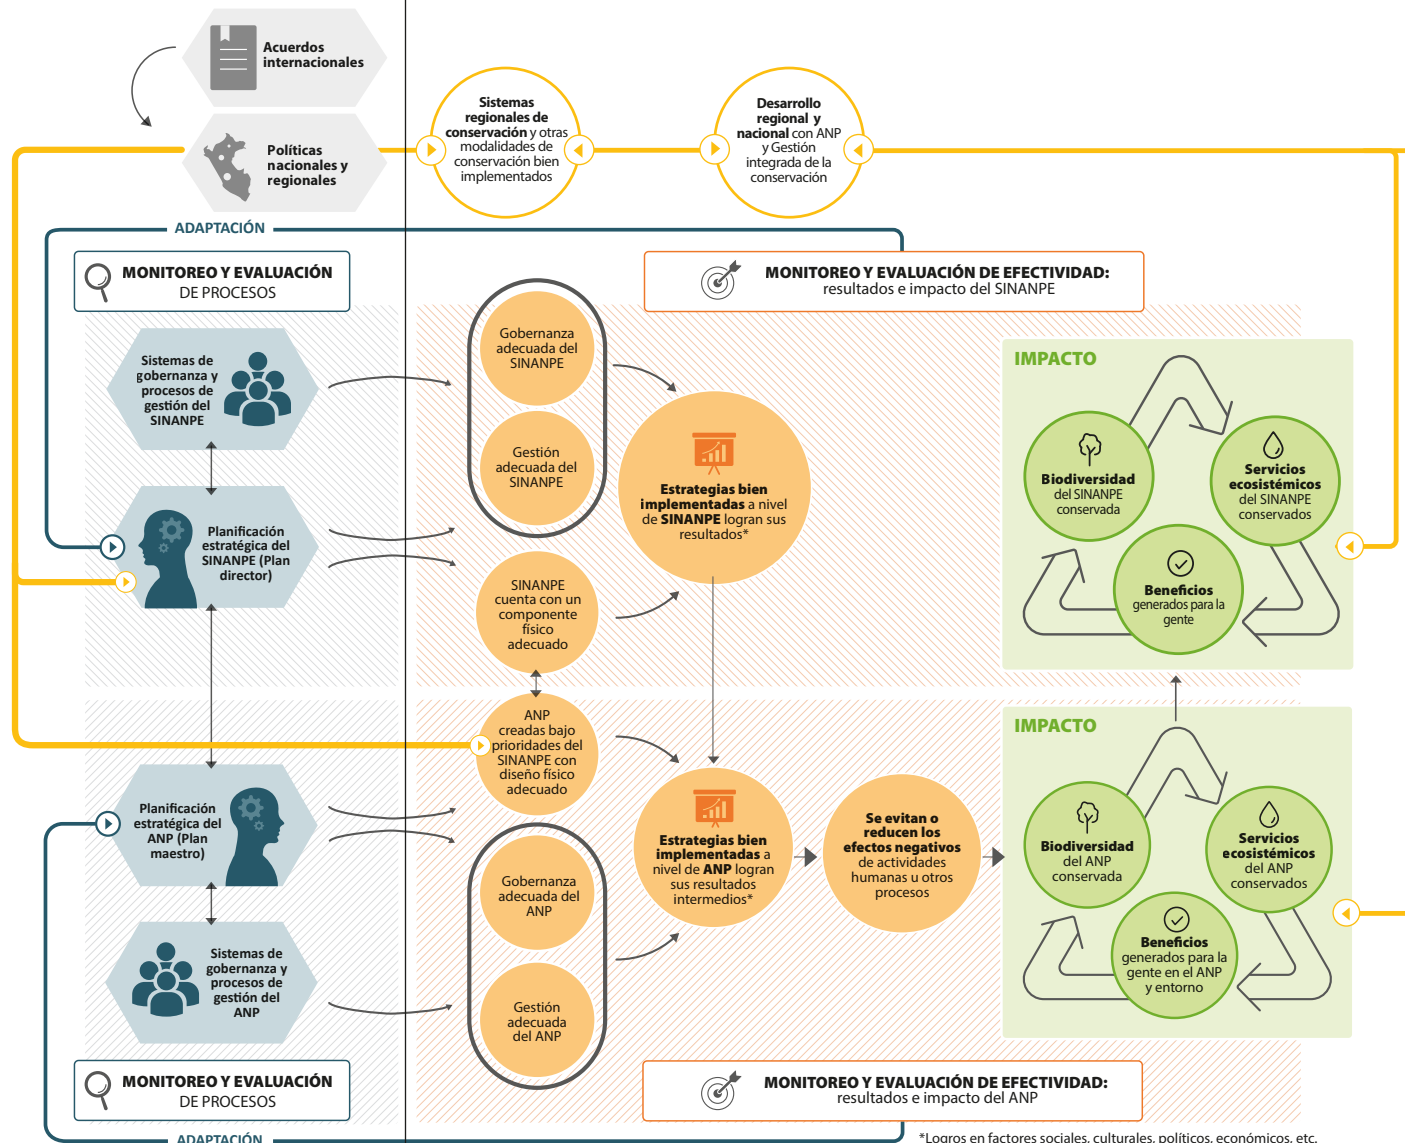 Acuerdos
internacionales
Políticas
nacionales y
regionales
Sistemas
regionales de
conservación y otras
modalidades de
conservación bien
implementados
Desarrollo
regional y
nacional con ANP
y Gestión
integrada de la
conservación
ADAPTACIÓN
MONITOREO Y EVALUACIÓN
DE PROCESOS
MONITOREO Y EVALUACIÓN DE EFECTIVIDAD:
resultados e impacto del SINANPE
Sistemas de
gobernanza y
procesos de
gestión del
SINANPE
Planificación
estratégica del
SINANPE (Plan
director)
Gobernanza
adecuada del
SINANPE
Gestión
adecuada del
SINANPE
SINANPE
cuenta con un
componente
físico
adecuado
Estrategias bien
implementadas a nivel
de SINANPE logran sus
resultados*
IMPACTO
Biodiversidad
del SINANPE
conservada
Servicios
ecosistémicos
del SINANPE
conservados
Beneficios
generados para la
gente
ANP
creadas bajo
prioridades del
SINANPE con
diseño físico
adecuado
Planificación
estratégica del
ANP (Plan
maestro)
Sistemas de
gobernanza y
procesos de
gestión del
ANP
Gobernanza
adecuada del
ANP
Gestión
adecuada
del ANP
Estrategias bien
implementadas a
nivel de ANP logran
sus resultados
intermedios*
Se evitan o
reducen los
efectos negativos
de actividades
humanas u otros
procesos
IMPACTO
Biodiversidad
del ANP
conservada
Servicios
ecosistémicos
del ANP
conservados
Beneficios
generados para la
gente en el ANP
y entorno
MONITOREO Y EVALUACIÓN
DE PROCESOS
MONITOREO Y EVALUACIÓN DE EFECTIVIDAD:
resultados e impacto del ANP
ADAPTACIÓN
*Logros en factores sociales, culturales, políticos, económicos, etc.